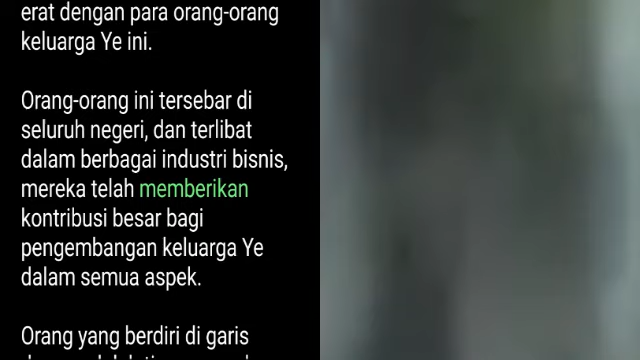 erat dengan para orang-orang
keluarga Ye ini.
Orang-orang ini tersebar di
seluruh negeri, dan terlibat
dalam berbagai industri bisnis,
mereka telah memberikan
kontribusi besar bagi
pengembangan keluarga Ye
dalam semua aspek.
Orang yang berdiri di garis